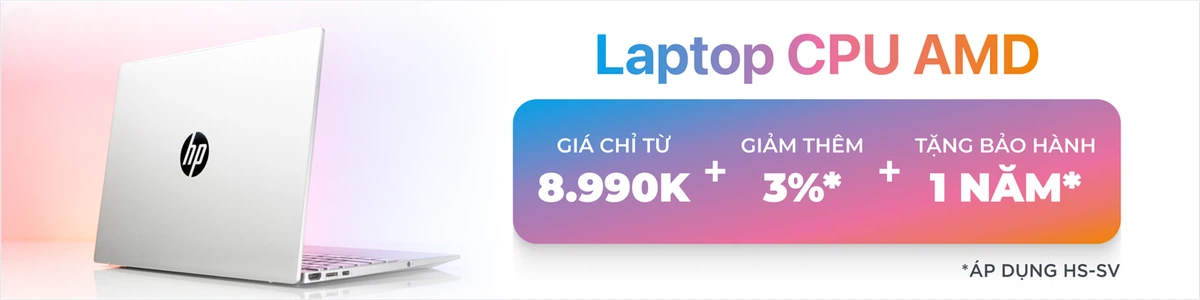 hp
Laptop CPU AMD
GIÁ CHỈ TỪ
8.990K
+
GIẢM THÊM
3%*
+
TẶNG BẢO HÀNH
1 NĂM*
*ÁP DỤNG HS-SV